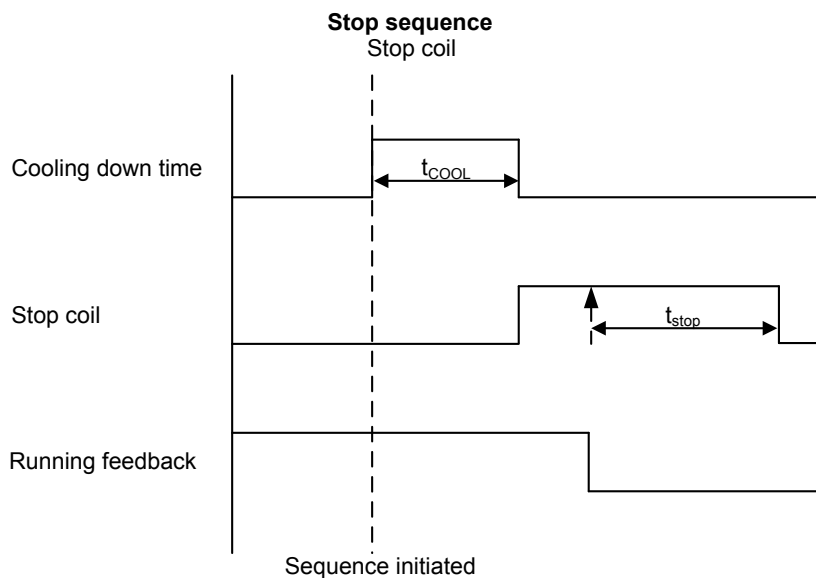 Stop sequence
Stop coil
Cooling down time
tCOOL
Stop coil
tstop
Running feedback
Sequence initiated